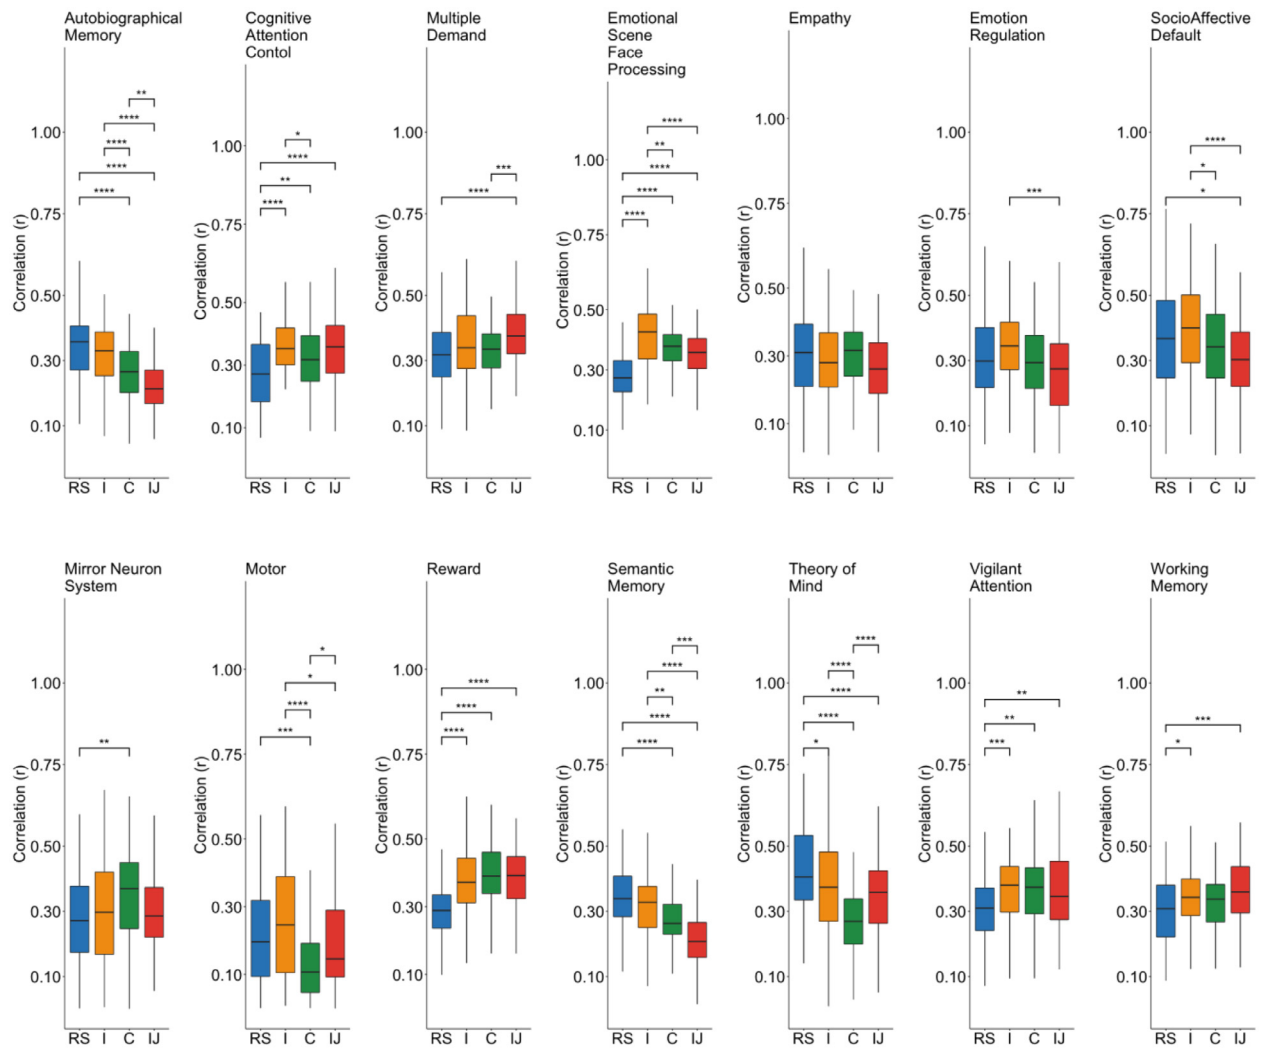 Autobiographical
Memory
**
****
****
****
****
1.00
0.75
0.50
0.30
0.10
Correlation (r)
RS I C IJ
Cognitive
Attention
Contol
*
****
**
****
1.00
0.75
0.50
0.30
0.10
Correlation (r)
RS I C IJ
Multiple
Demand
***
****
1.00
0.75
0.50
0.30
0.10
Correlation (r)
RS I C IJ
Emotional
Scene
Face
Processing
****
**
****
****
****
1.00
0.75
0.50
0.30
0.10
Correlation (r)
RS I C IJ
Empathy
1.00
0.75
0.50
0.30
0.10
Correlation (r)
RS I C IJ
Emotion
Regulation
***
1.00
0.75
0.50
0.30
0.10
Correlation (r)
RS I C IJ
SocioAffective
Default
****
*
*
1.00
0.75
0.50
0.30
0.10
Correlation (r)
RS I C IJ
Mirror Neuron
System
**
1.00
0.75
0.50
0.30
0.10
Correlation (r)
RS I C IJ
Motor
*
*
****
***
1.00
0.75
0.50
0.30
0.10
Correlation (r)
RS I C IJ
Reward
****
****
****
1.00
0.75
0.50
0.30
0.10
Correlation (r)
RS I C IJ
Semantic
Memory
***
****
**
****
****
1.00
0.75
0.50
0.30
0.10
Correlation (r)
RS I C IJ
Theory of
Mind
****
****
****
****
*
1.00
0.75
0.50
0.30
0.10
Correlation (r)
RS I C IJ
Vigilant
Attention
**
**
***
1.00
0.75
0.50
0.30
0.10
Correlation (r)
RS I C IJ
Working
Memory
***
*
1.00
0.75
0.50
0.30
0.10
Correlation (r)
RS I C IJ